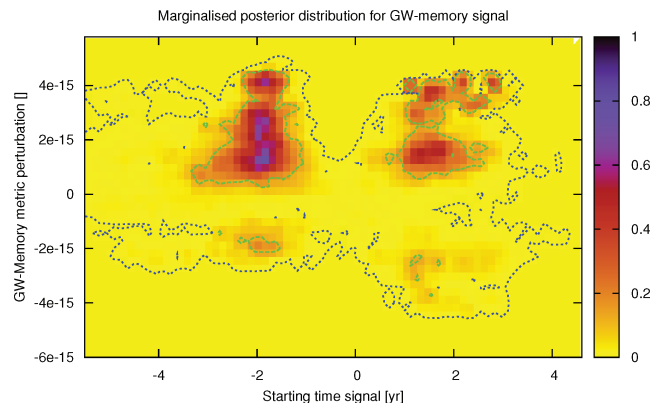 Marginalised posterior distribution for GW-memory signal
GW-Memory metric perturbation []
4e-15
2e-15
0
-2e-15
-4e-15
-6e-15
-4
-2
0
2
4
Starting time signal [yr]
1
0.8
0.6
0.4
0.2
0